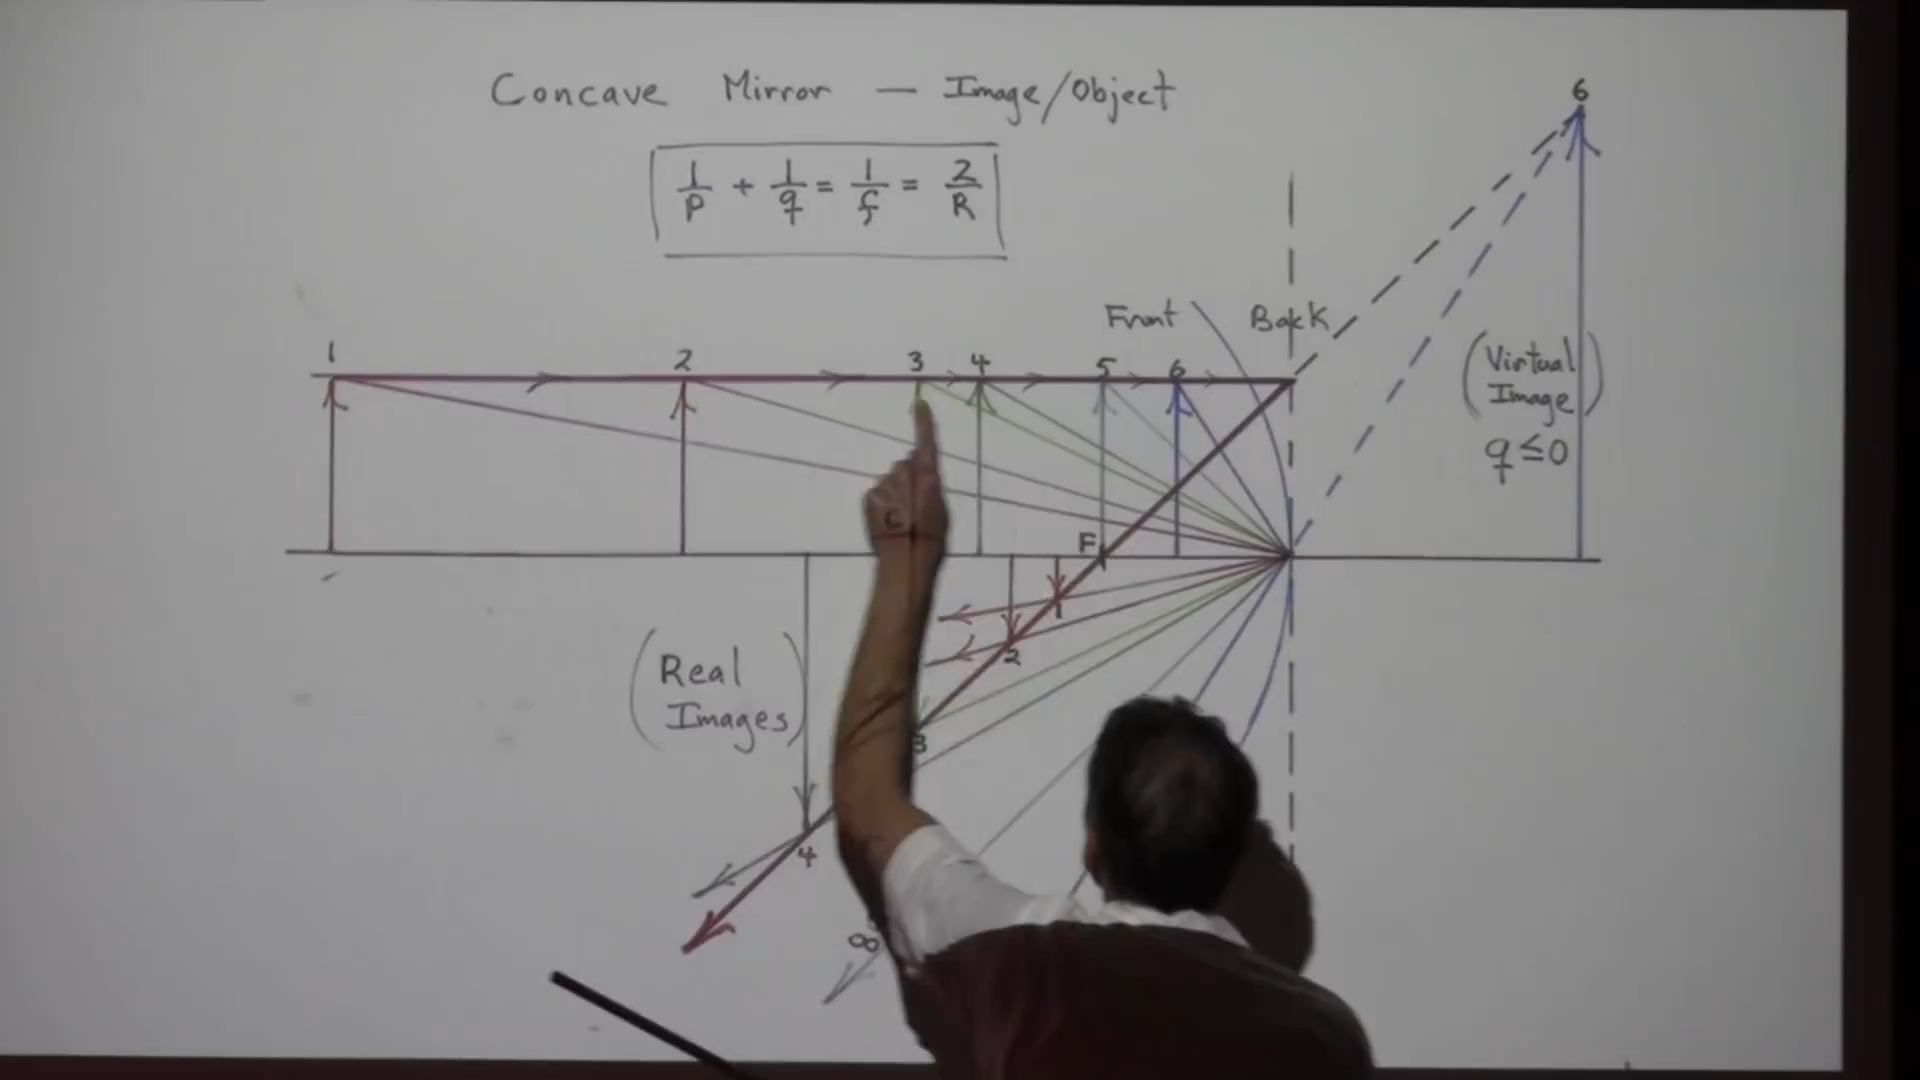 Concave Mirror — Image/Object
1/p + 1/q = 1/f = 2/R
6
Front Back
1 2 3 4 5 6
(Virtual
Image)
q ≤ 0
C F
1
2
3
4
(Real
Images)
∞